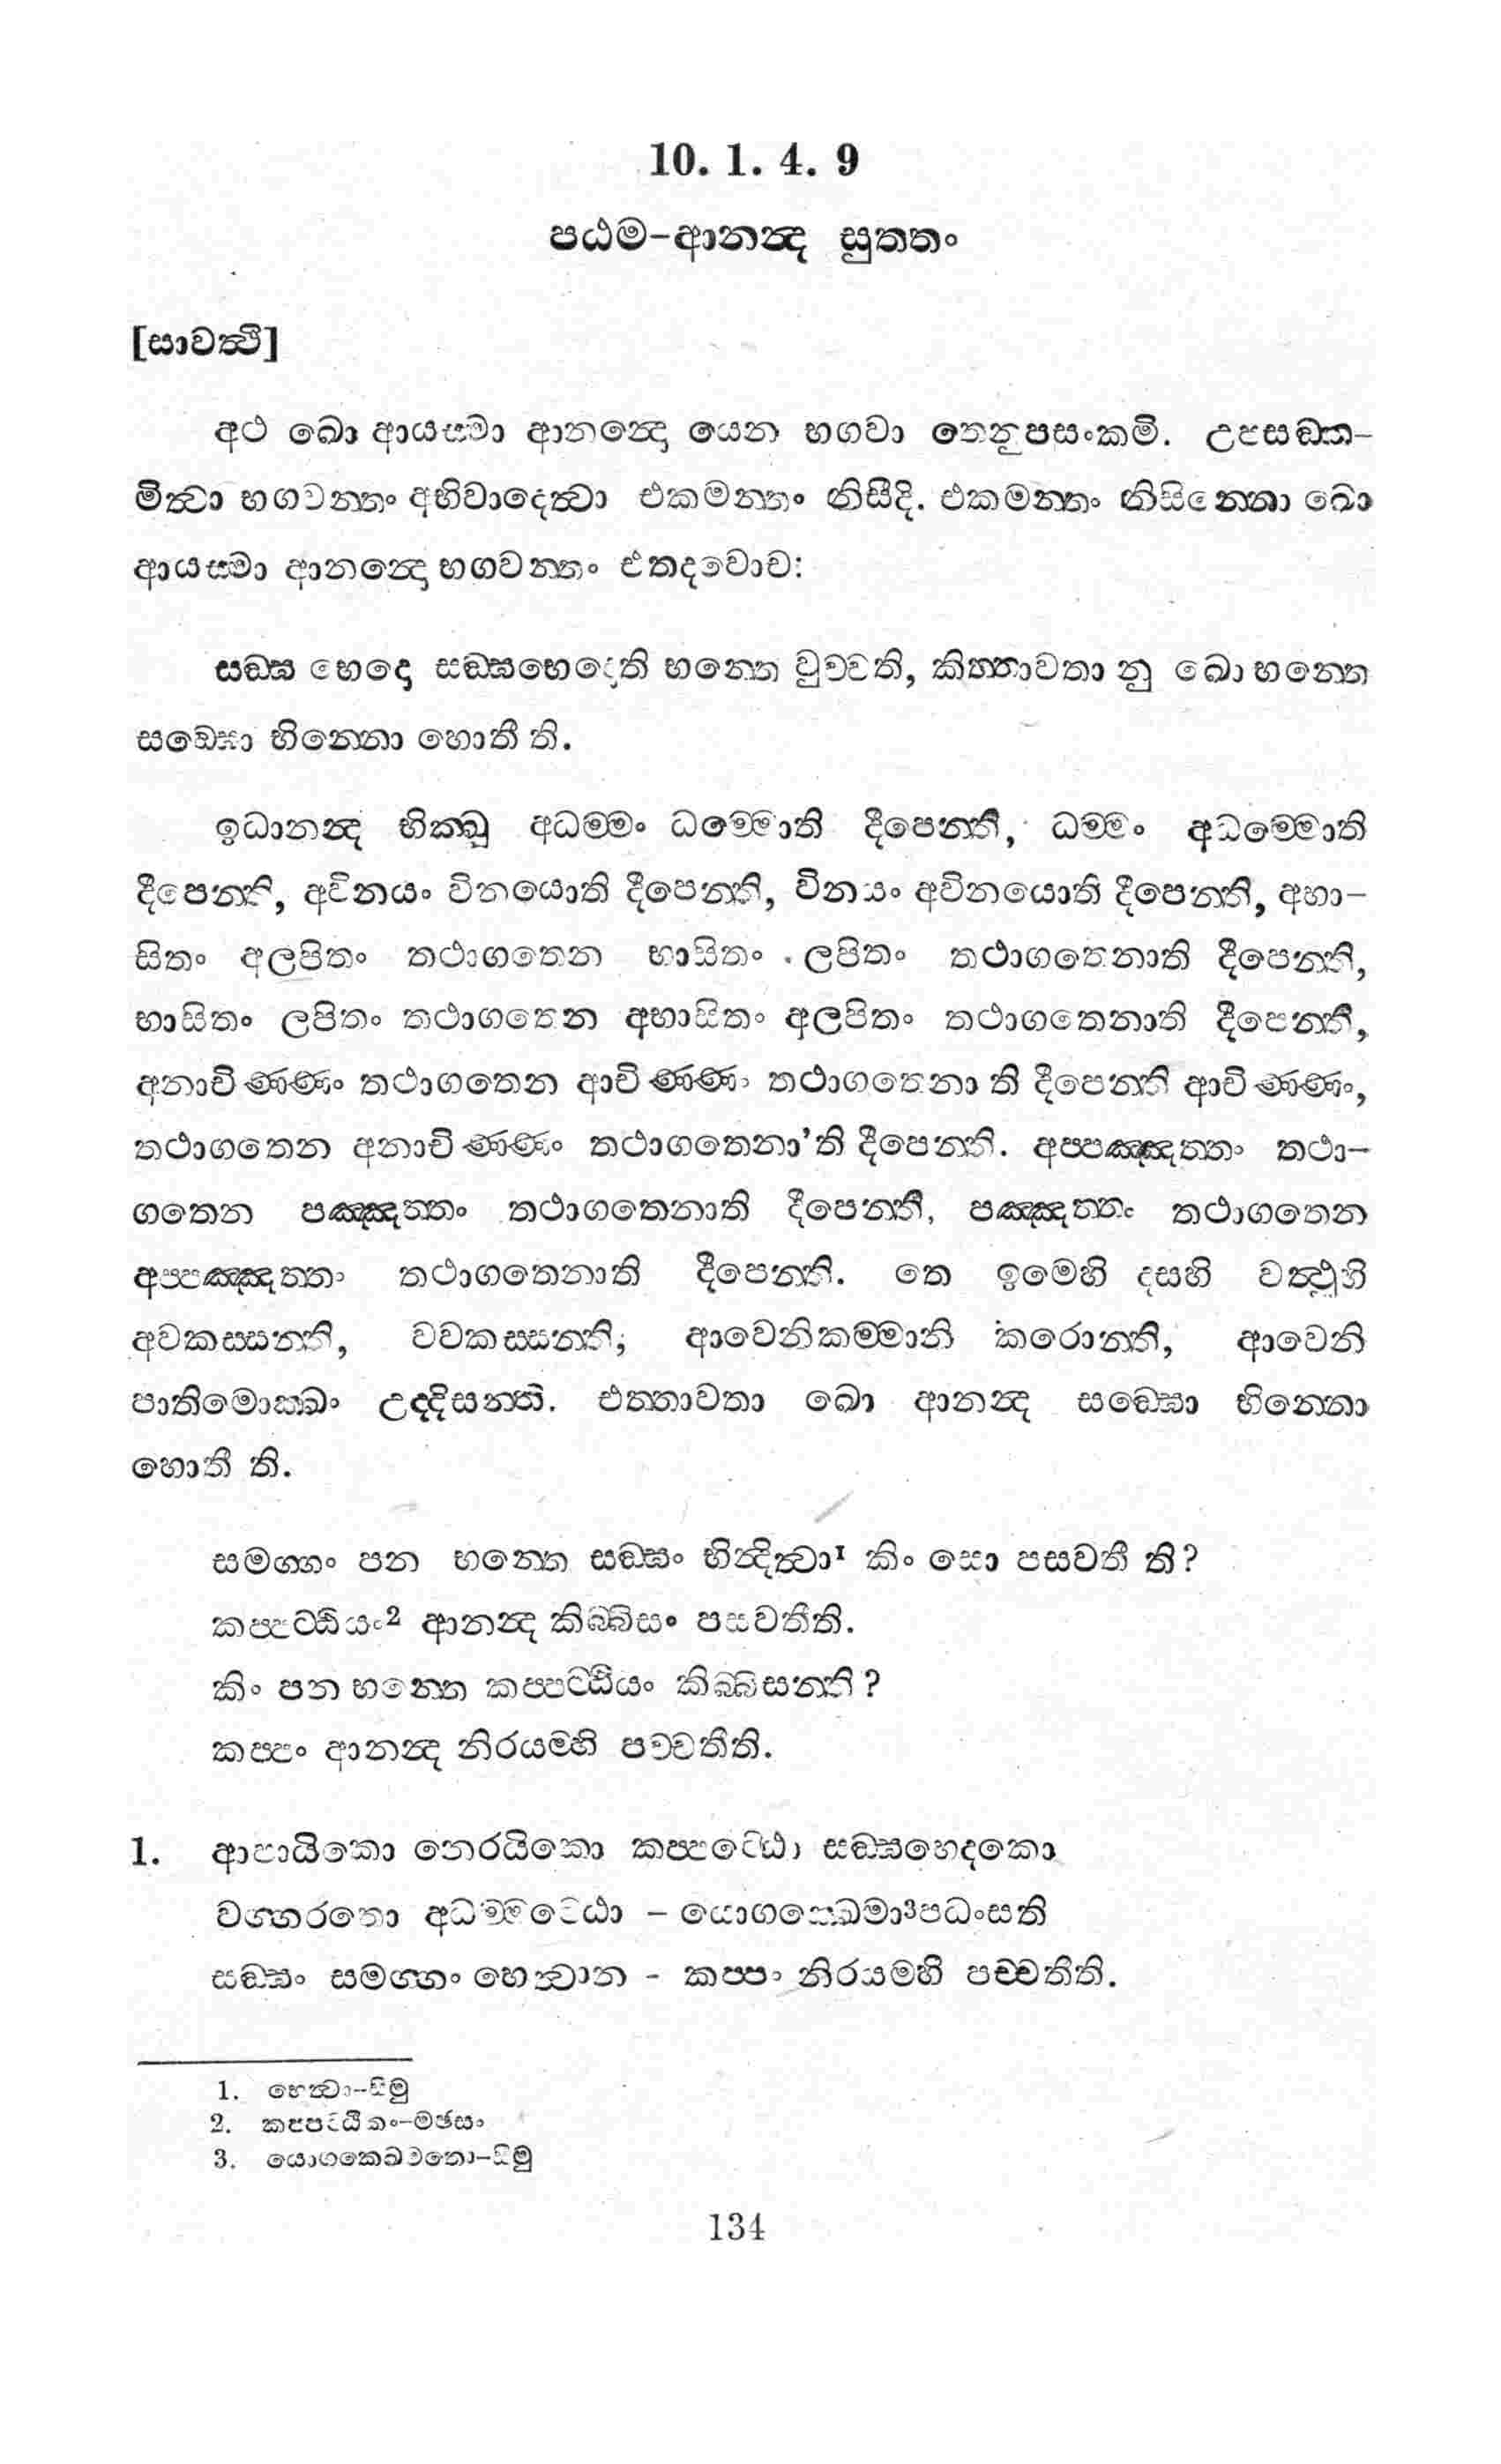 10. 1. 4. 9
පඨම-ආනන්‍ද සුත්තං
[සාවත්‍ථි]
අථ ඛො ආයස්මා ආනන්‍දො යෙන භගවා තෙනුපසංකමි. උපසඞ්ක-
මිත්‍වා භගවන්තං අභිවාදෙත්‍වා එකමන්තං නිසීදි. එකමන්තං නිසින්නො ඛො
ආයස්මා ආනන්‍දො භගවන්තං එතදවොච:
සඞ්ඝ භෙදො සඞ්ඝභෙදොති භන්තෙ වුච්චති, කිත්තාවතා නු ඛො භන්තෙ
සඞ්ඝො භින්නො හොතී ති.
ඉධානන්‍ද භික්ඛූ අධම්මං ධම්මොති දීපෙන්ති, ධම්මං අධම්මොති
දීපෙන්ති, අවිනයං විනයොති දීපෙන්ති, විනයං අවිනයොති දීපෙන්ති, අභා-
සිතං අලපිතං තථාගතෙන භාසිතං ලපිතං තථාගතෙනාති දීපෙන්ති,
භාසිතං ලපිතං තථාගතෙන අභාසිතං අලපිතං තථාගතෙනාති දීපෙන්ති,
අනාචිණ්ණං තථාගතෙන ආචිණ්ණං තථාගතෙනා ති දීපෙන්ති ආචිණ්ණං,
තථාගතෙන අනාචිණ්ණං තථාගතෙනා’ති දීපෙන්ති. අප්පඤ්ඤත්තං තථා-
ගතෙන පඤ්ඤත්තං තථාගතෙනාති දීපෙන්ති, පඤ්ඤත්තං තථාගතෙන
අප්පඤ්ඤත්තං තථාගතෙනාති දීපෙන්ති. තෙ ඉමෙහි දසහි වත්‍ථූහි
අවකස්සන්ති, වවකස්සන්ති; ආවෙනිකම්මානි කරොන්ති, ආවෙනි
පාතිමොක්ඛං උද්දිසන්ති. එත්තාවතා ඛො ආනන්‍ද සඞ්ඝො භින්නො
හොතී ති.
සමග්ගං පන භන්තෙ සඞ්ඝං භින්‍දිත්‍වා¹ කිං සො පසවතී ති?
කප්පට්ඨියං² ආනන්‍ද කිබ්බිසං පසවතීති.
කිං පන භන්තෙ කප්පට්ඨියං කිබ්බිසන්ති?
කප්පං ආනන්‍ද නිරයම්හි පච්චතීති.
1. ආපායිකො නෙරයිකො කප්පට්ඨො සඞ්ඝභෙදකො
වග්ගරතො අධම්මට්ඨො – යොගක්ඛෙමා³පධංසති
සඞ්ඝං සමග්ගං භෙත්‍වාන - කප්පං නිරයම්හි පච්චතීති.
1. භෙත්‍වා-සීමු
2. කප්පට්ඨිකං-මඡසං
3. යොගක්ඛෙවතො-සීමු
134